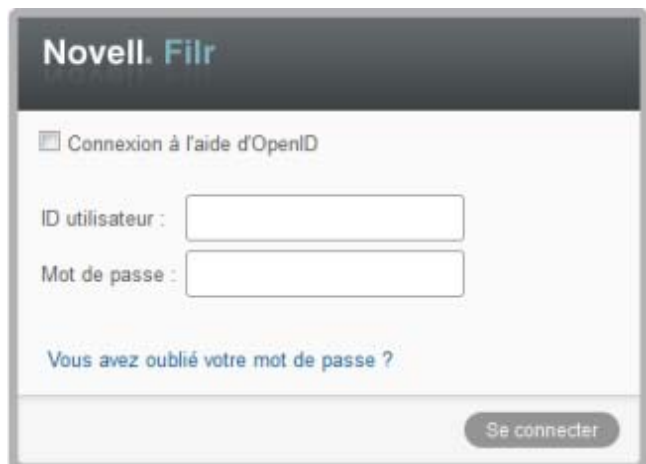 Novell. Filr
Connexion à l'aide d'OpenID
ID utilisateur :
Mot de passe :
Vous avez oublié votre mot de passe ?
Se connecter